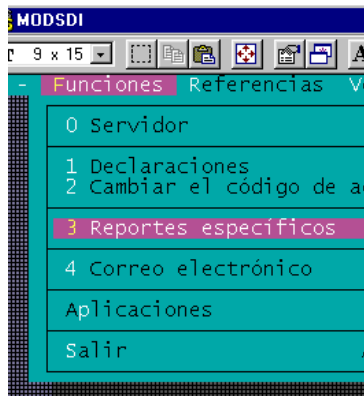 MODSDI
9 x 15
Funciones Referencias
0 Servidor
1 Declaraciones
2 Cambiar el código de
3 Reportes específicos
4 Correo electrónico
Aplicaciones
Salir